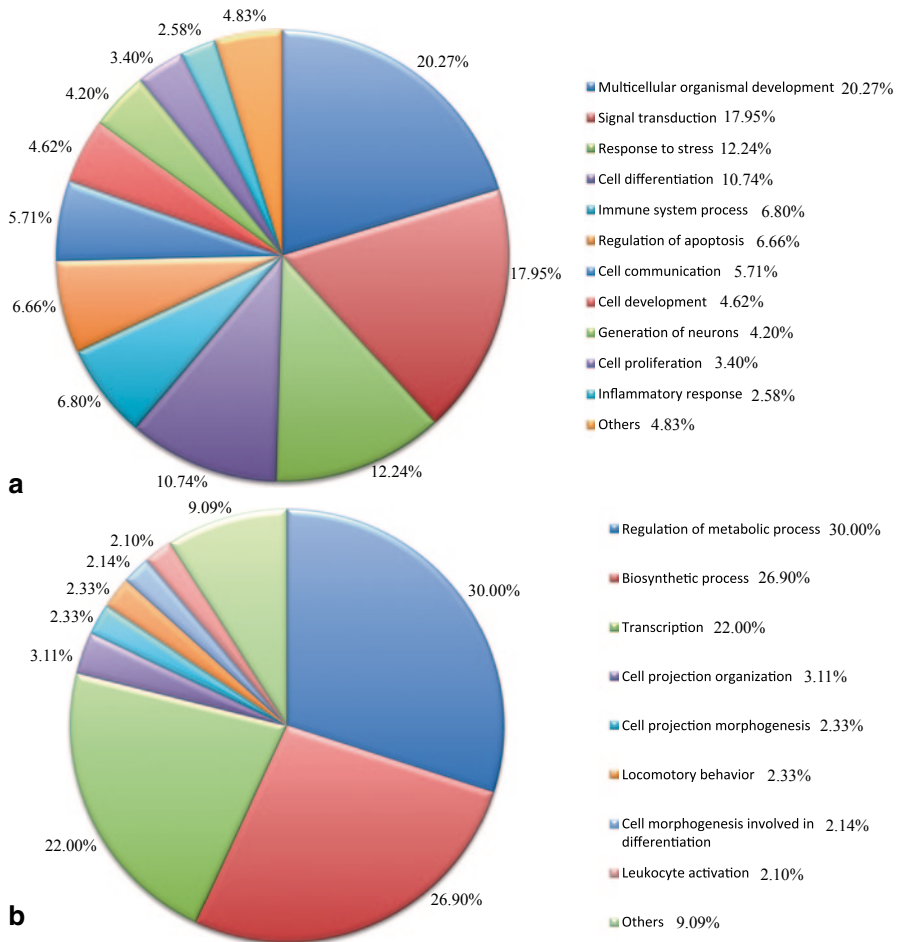 4.83%
2.58%
3.40%
4.20%
4.62%
5.71%
6.66%
6.80%
10.74%
12.24%
17.95%
20.27%
Multicellular organismal development 20.27%
Signal transduction 17.95%
Response to stress 12.24%
Cell differentiation 10.74%
Immune system process 6.80%
Regulation of apoptosis 6.66%
Cell communication 5.71%
Cell development 4.62%
Generation of neurons 4.20%
Cell proliferation 3.40%
Inflammatory response 2.58%
Others 4.83%
a
9.09%
2.10%
2.14%
2.33%
2.33%
3.11%
22.00%
26.90%
30.00%
Regulation of metabolic process 30.00%
Biosynthetic process 26.90%
Transcription 22.00%
Cell projection organization 3.11%
Cell projection morphogenesis 2.33%
Locomotory behavior 2.33%
Cell morphogenesis involved in 2.14%
differentiation
Leukocyte activation 2.10%
Others 9.09%
b